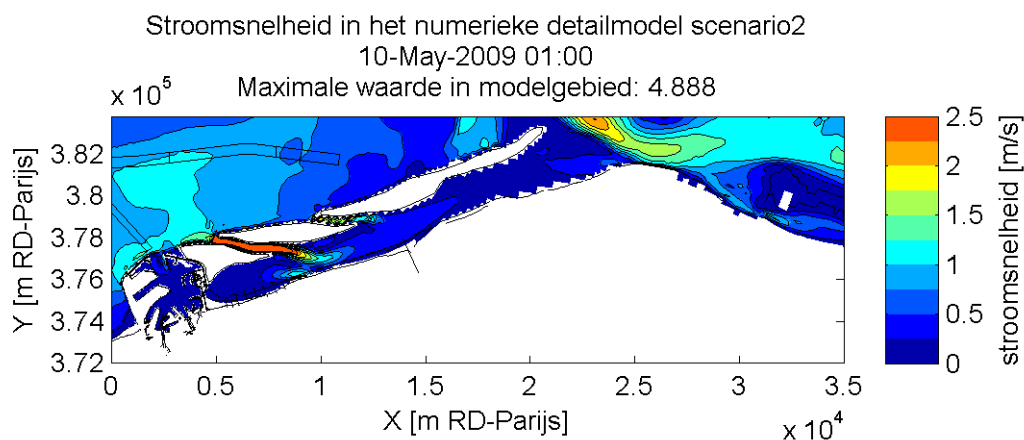 Stroomsnelheid in het numerieke detailmodel scenario2
10-May-2009 01:00
Maximale waarde in modelgebied: 4.888
x 10^5
3.82
3.8
3.78
3.76
3.74
3.72
Y [m RD-Parijs]
0
0.5
1
1.5
2
2.5
3
3.5
X [m RD-Parijs]
x 10^4
2.5
2
1.5
1
0.5
0
stroomsnelheid [m/s]